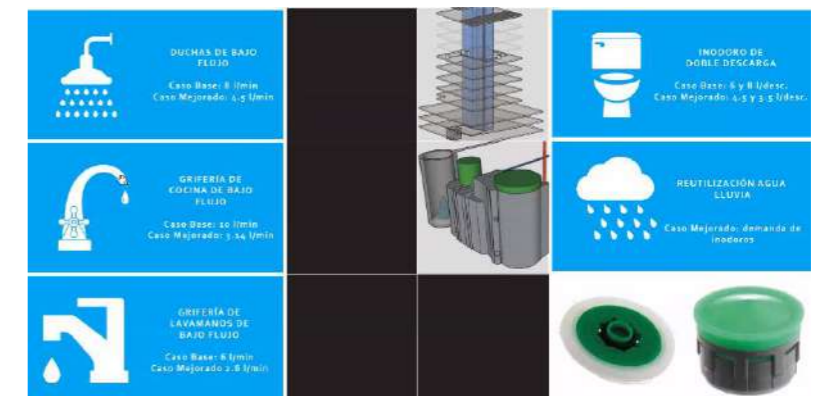 DUCHAS DE BAJO
FLUJO
Caso Base: 8 l/min
Caso Mejorado: 4.5 l/min
GRIFERÍA DE
COCINA DE BAJO
FLUJO
Caso Base: 10 l/min
Caso Mejorado: 3.14 l/min
GRIFERÍA DE
LAVAMANOS DE
BAJO FLUJO
Caso Base: 6 l/min
Caso Mejorado 2.8 l/min
INODORO DE
DOBLE DESCARGA
Caso Base: 6 y 8 l/desc.
Caso Mejorado: 4.5 y 3.5 l/desc.
REUTILIZACIÓN AGUA
LLUVIA
Caso Mejorado: demanda de
inodoros